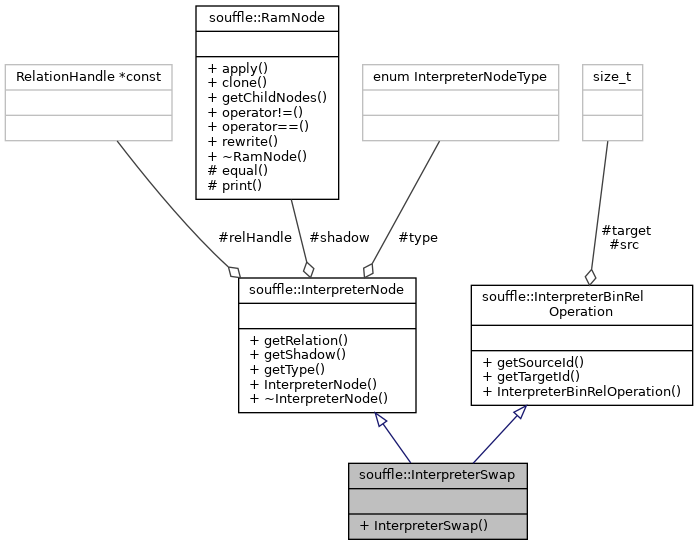 souffle::RamNode
+ apply()
+ clone()
+ getChildNodes()
+ operator!=()
+ operator==()
+ rewrite()
+ ~RamNode()
# equal()
# print()
RelationHandle *const
enum InterpreterNodeType
size_t
#relHandle
#shadow
#type
#target
#src
souffle::InterpreterNode
+ getRelation()
+ getShadow()
+ getType()
+ InterpreterNode()
+ ~InterpreterNode()
souffle::InterpreterBinRel
Operation
+ getSourceId()
+ getTargetId()
+ InterpreterBinRelOperation()
souffle::InterpreterSwap
+ InterpreterSwap()